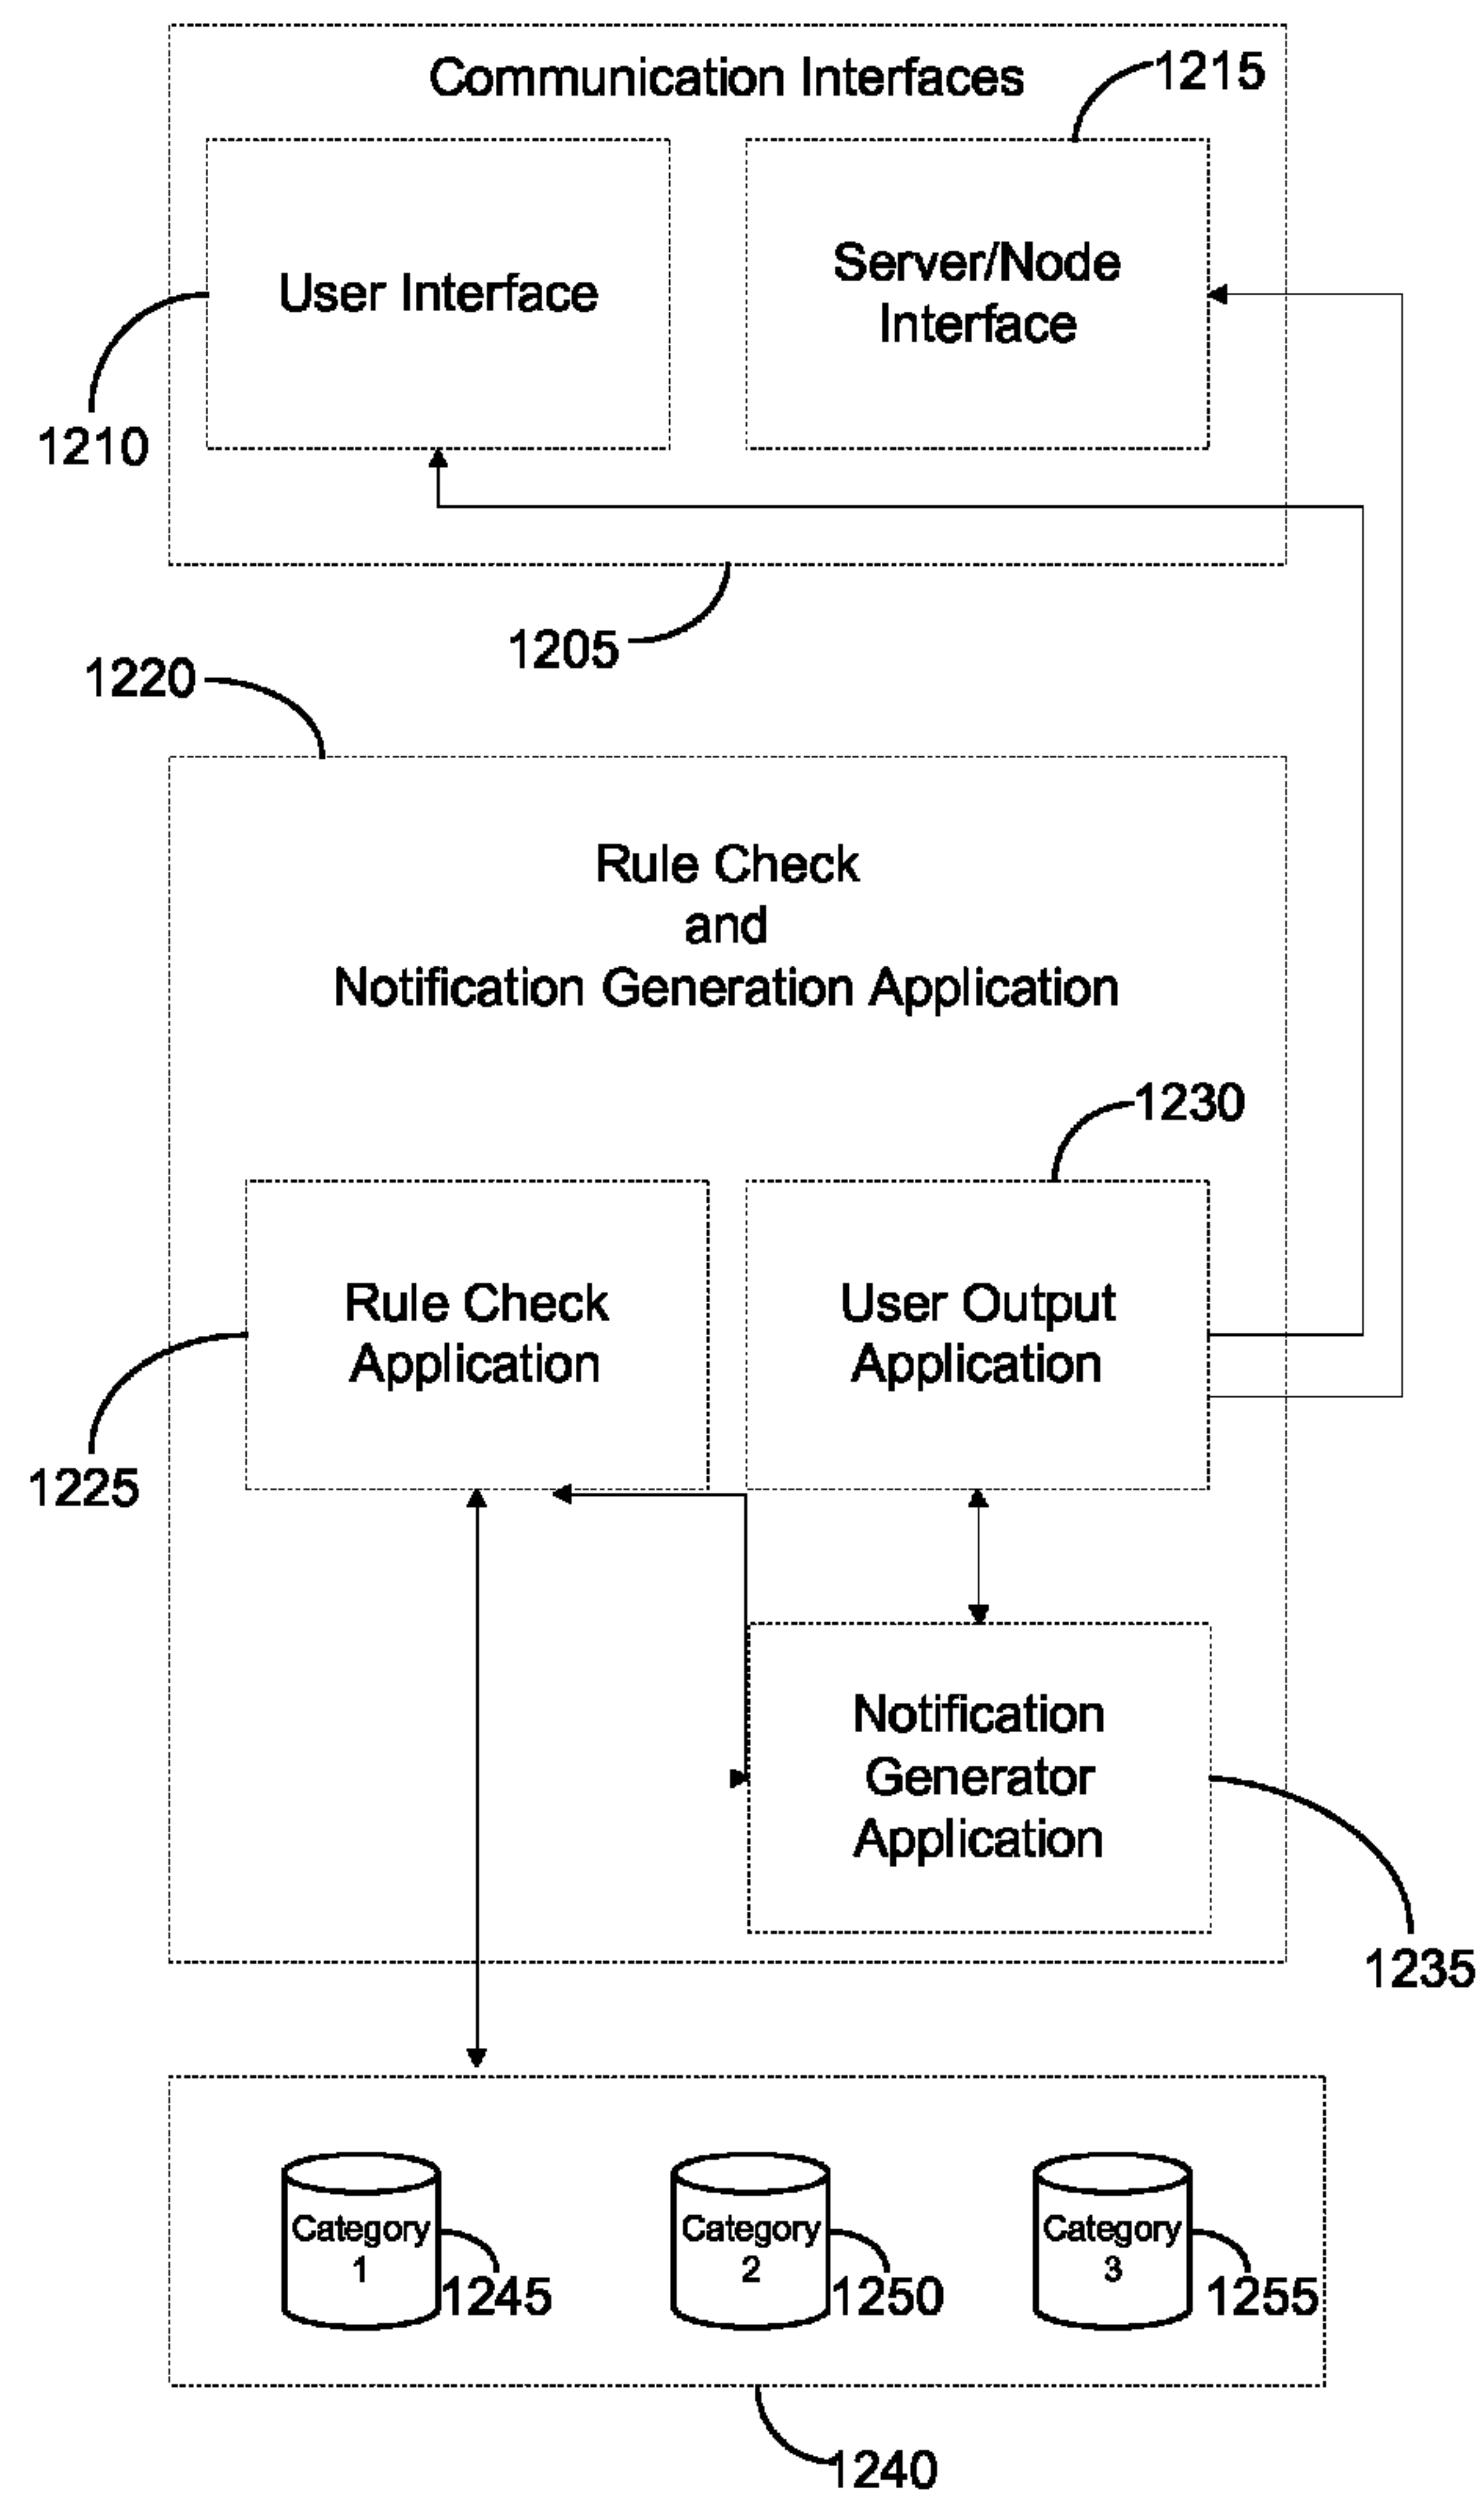 Communication Interfaces
1215
User Interface
Server/Node
Interface
1210
1205
1220
Rule Check
and
Notification Generation Application
1230
Rule Check
Application
User Output
Application
1225
Notification
Generator
Application
1235
Category
1
1245
Category
2
1250
Category
3
1255
1240